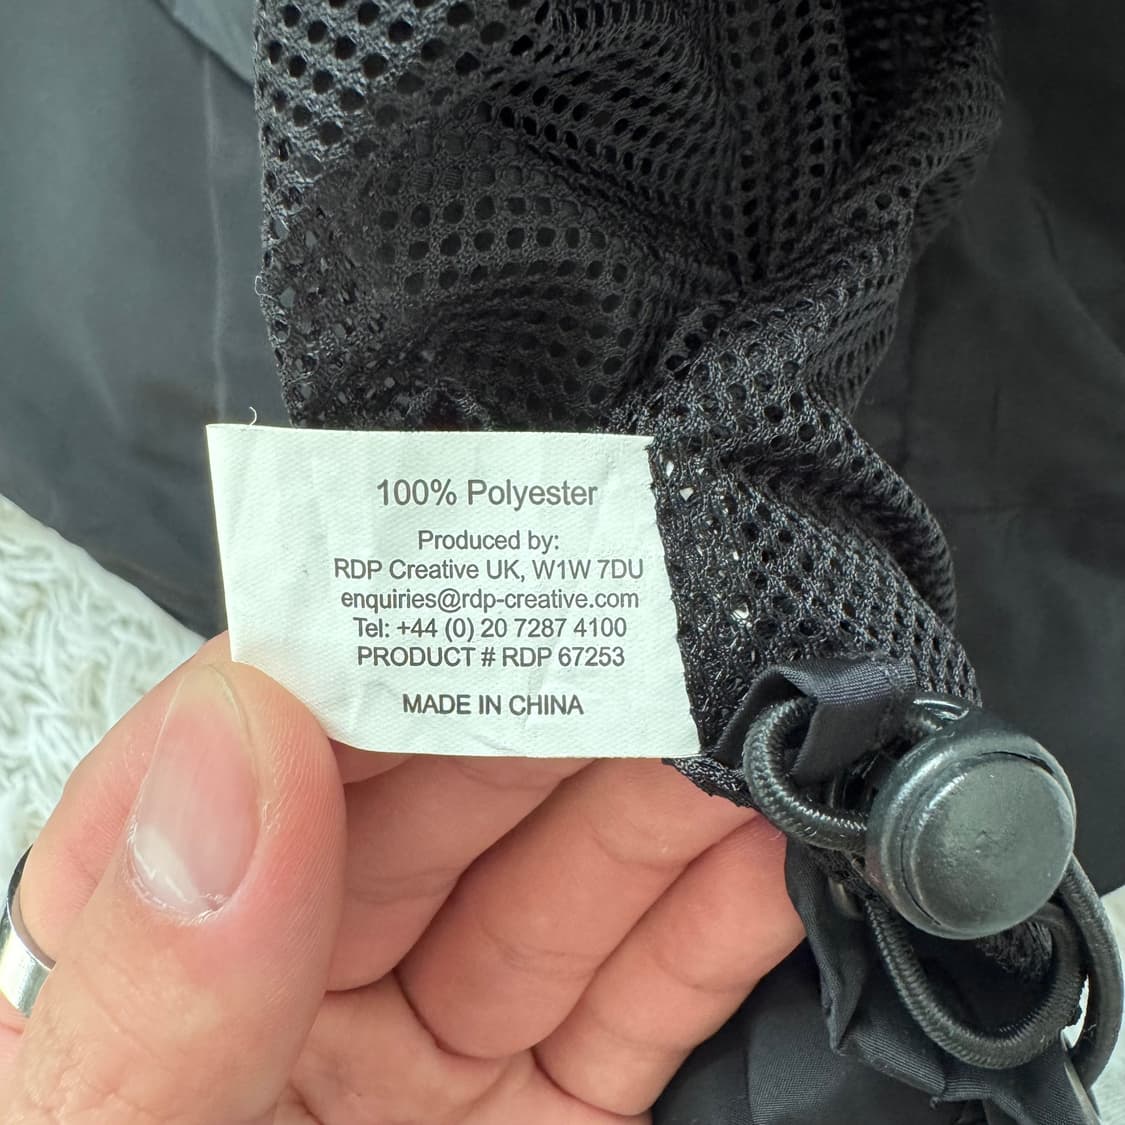 100% Polyester
Produced by:
RDP Creative UK, W1W 7DU
enquiries@rdp-creative.com
Tel: +44 (0) 20 7287 4100
PRODUCT # RDP 67253
MADE IN CHINA